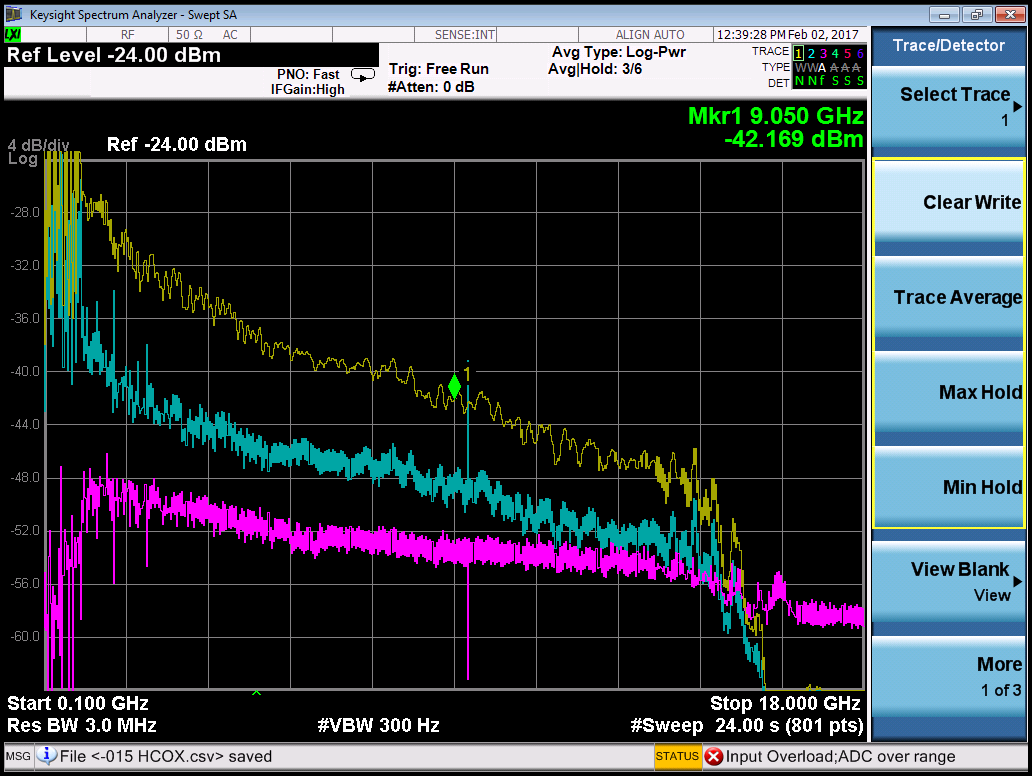 Keysight Spectrum Analyzer - Swept SA
LXI
RF 50 Ω AC SENSE:INT ALIGN AUTO 12:39:28 PM Feb 02, 2017
Ref Level -24.00 dBm
PNO: Fast
IFGain:High
Trig: Free Run
#Atten: 0 dB
Avg Type: Log-Pwr
Avg|Hold: 3/6
TRACE 1 2 3 4 5 6
TYPE W W A A A A
DET N N f S S S
Mkr1 9.050 GHz
-42.169 dBm
4 dB/div
Log
Ref -24.00 dBm
-28.0
-32.0
-36.0
-40.0
-44.0
-48.0
-52.0
-56.0
-60.0
1
Start 0.100 GHz
Stop 18.000 GHz
Res BW 3.0 MHz
#VBW 300 Hz
#Sweep 24.00 s (801 pts)
Trace/Detector
Select Trace
1
Clear Write
Trace Average
Max Hold
Min Hold
View Blank
View
More
1 of 3
MSG File <-015 HCOX.csv> saved
STATUS Input Overload;ADC over range